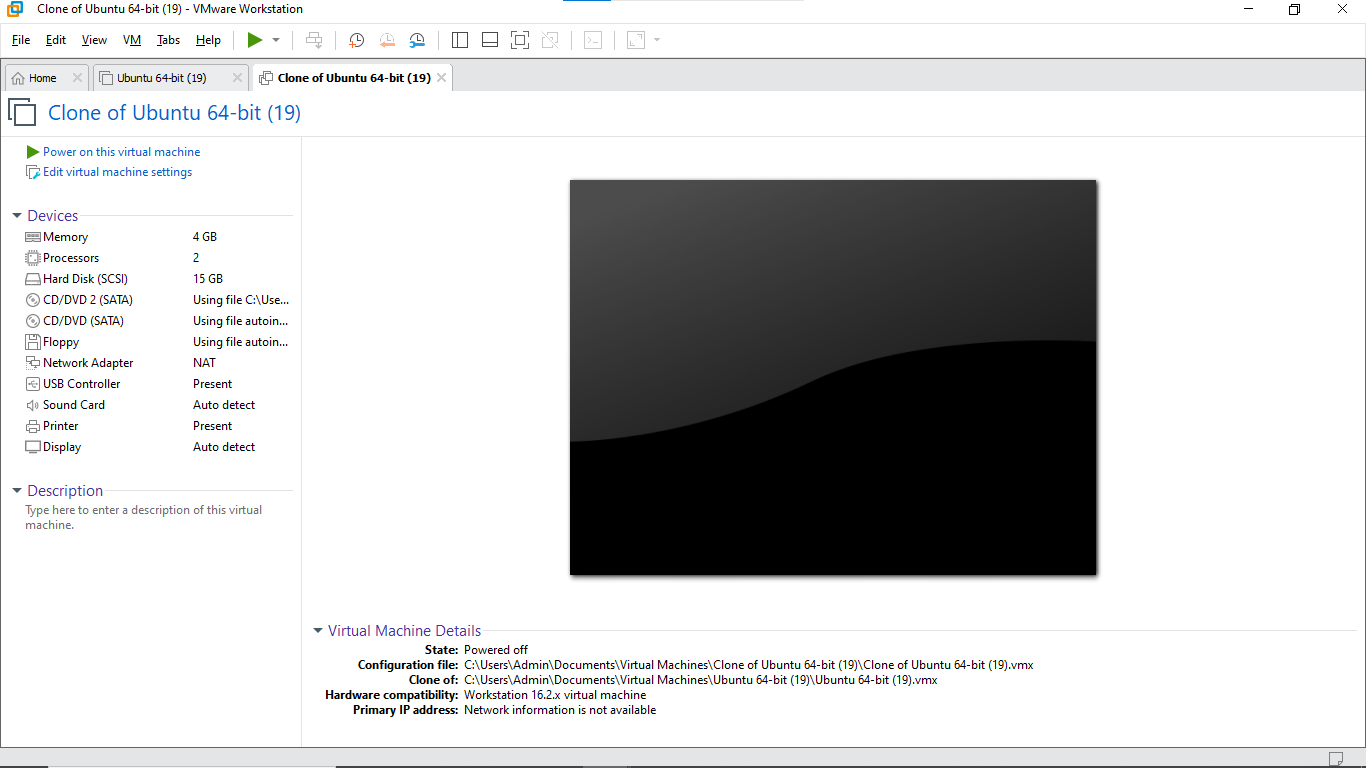 Clone of Ubuntu 64-bit (19) - VMware Workstation
File Edit View VM Tabs Help
Home Ubuntu 64-bit (19) Clone of Ubuntu 64-bit (19)
Clone of Ubuntu 64-bit (19)
Power on this virtual machine
Edit virtual machine settings
Devices
Memory 4 GB
Processors 2
Hard Disk (SCSI) 15 GB
CD/DVD 2 (SATA) Using file C:\Use...
CD/DVD (SATA) Using file autoin...
Floppy Using file autoin...
Network Adapter NAT
USB Controller Present
Sound Card Auto detect
Printer Present
Display Auto detect
Description
Type here to enter a description of this virtual
machine.
Virtual Machine Details
State: Powered off
Configuration file: C:\Users\Admin\Documents\Virtual Machines\Clone of Ubuntu 64-bit (19)\Clone of Ubuntu 64-bit (19).vmx
Clone of: C:\Users\Admin\Documents\Virtual Machines\Ubuntu 64-bit (19)\Ubuntu 64-bit (19).vmx
Hardware compatibility: Workstation 16.2.x virtual machine
Primary IP address: Network information is not available